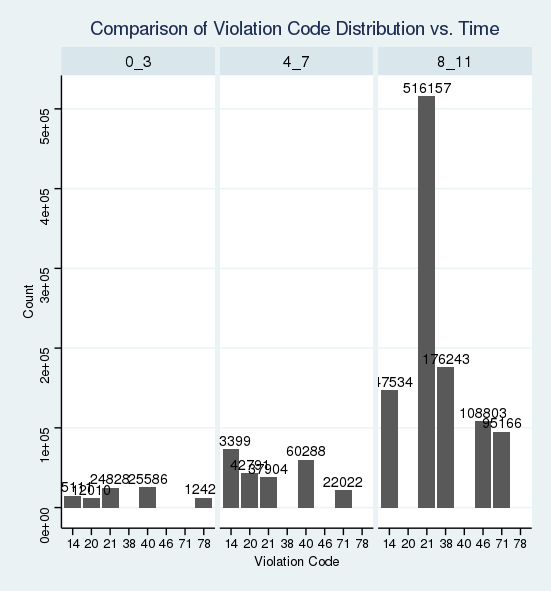 Comparison of Violation Code Distribution vs. Time
0_3
4_7
8_11
Count
5e+05
4e+05
3e+05
2e+05
1e+05
0e+00
24828
25586
1242
3399
37904
60288
22022
47534
516157
176243
108803
95166
14 20 21 38 40 46 71 78
14 20 21 38 40 46 71 78
14 20 21 38 40 46 71 78
Violation Code